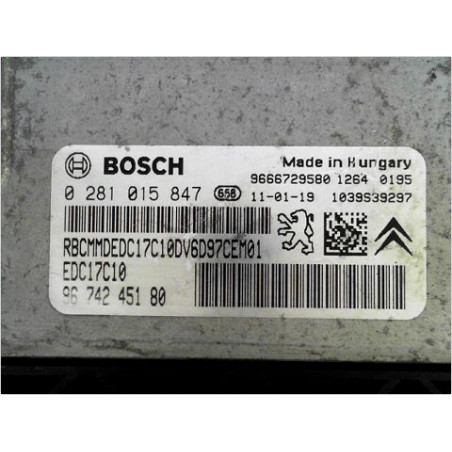 BOSCH
Made in Hungary
9666729580 1264 0195
0 281 015 847 656 11-01-19 1039S39297
RBCMMDEDC17C10DV6D97CEM01
EDC17C10
96 742 451 80